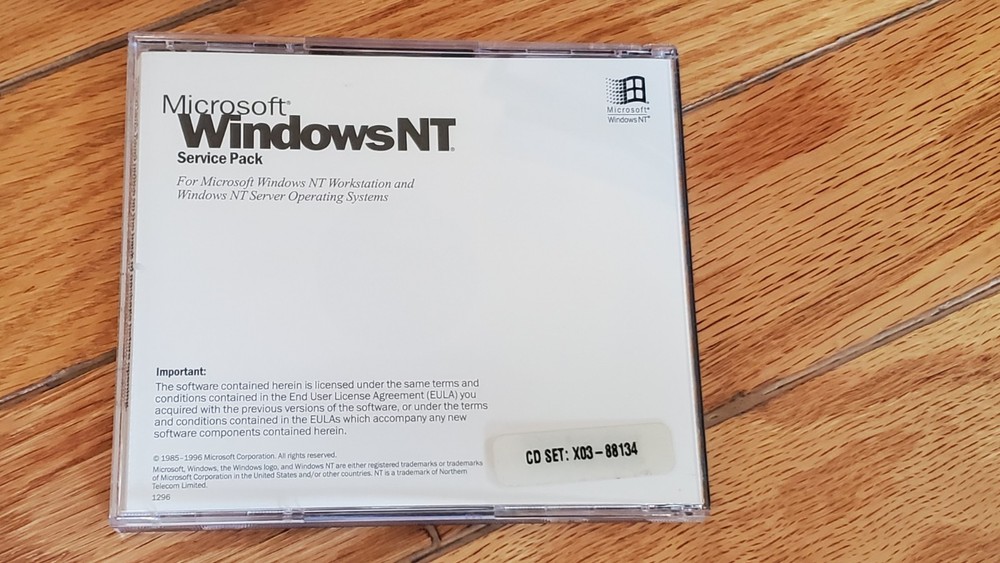 Microsoft®
WindowsNT®
Service Pack
For Microsoft Windows NT Workstation and
Windows NT Server Operating Systems
Microsoft®
Windows NT™
Important:
The software contained herein is licensed under the same terms and
conditions contained in the End User License Agreement (EULA) you
acquired with the previous versions of the software, or under the terms
and conditions contained in the EULAs which accompany any new
software components contained herein.
© 1985-1996 Microsoft Corporation. All rights reserved.
Microsoft, Windows, the Windows logo, and Windows NT are either registered trademarks or trademarks
of Microsoft Corporation in the United States and/or other countries. NT is a trademark of Northern
Telecom Limited.
1296
CD SET: X03-88134